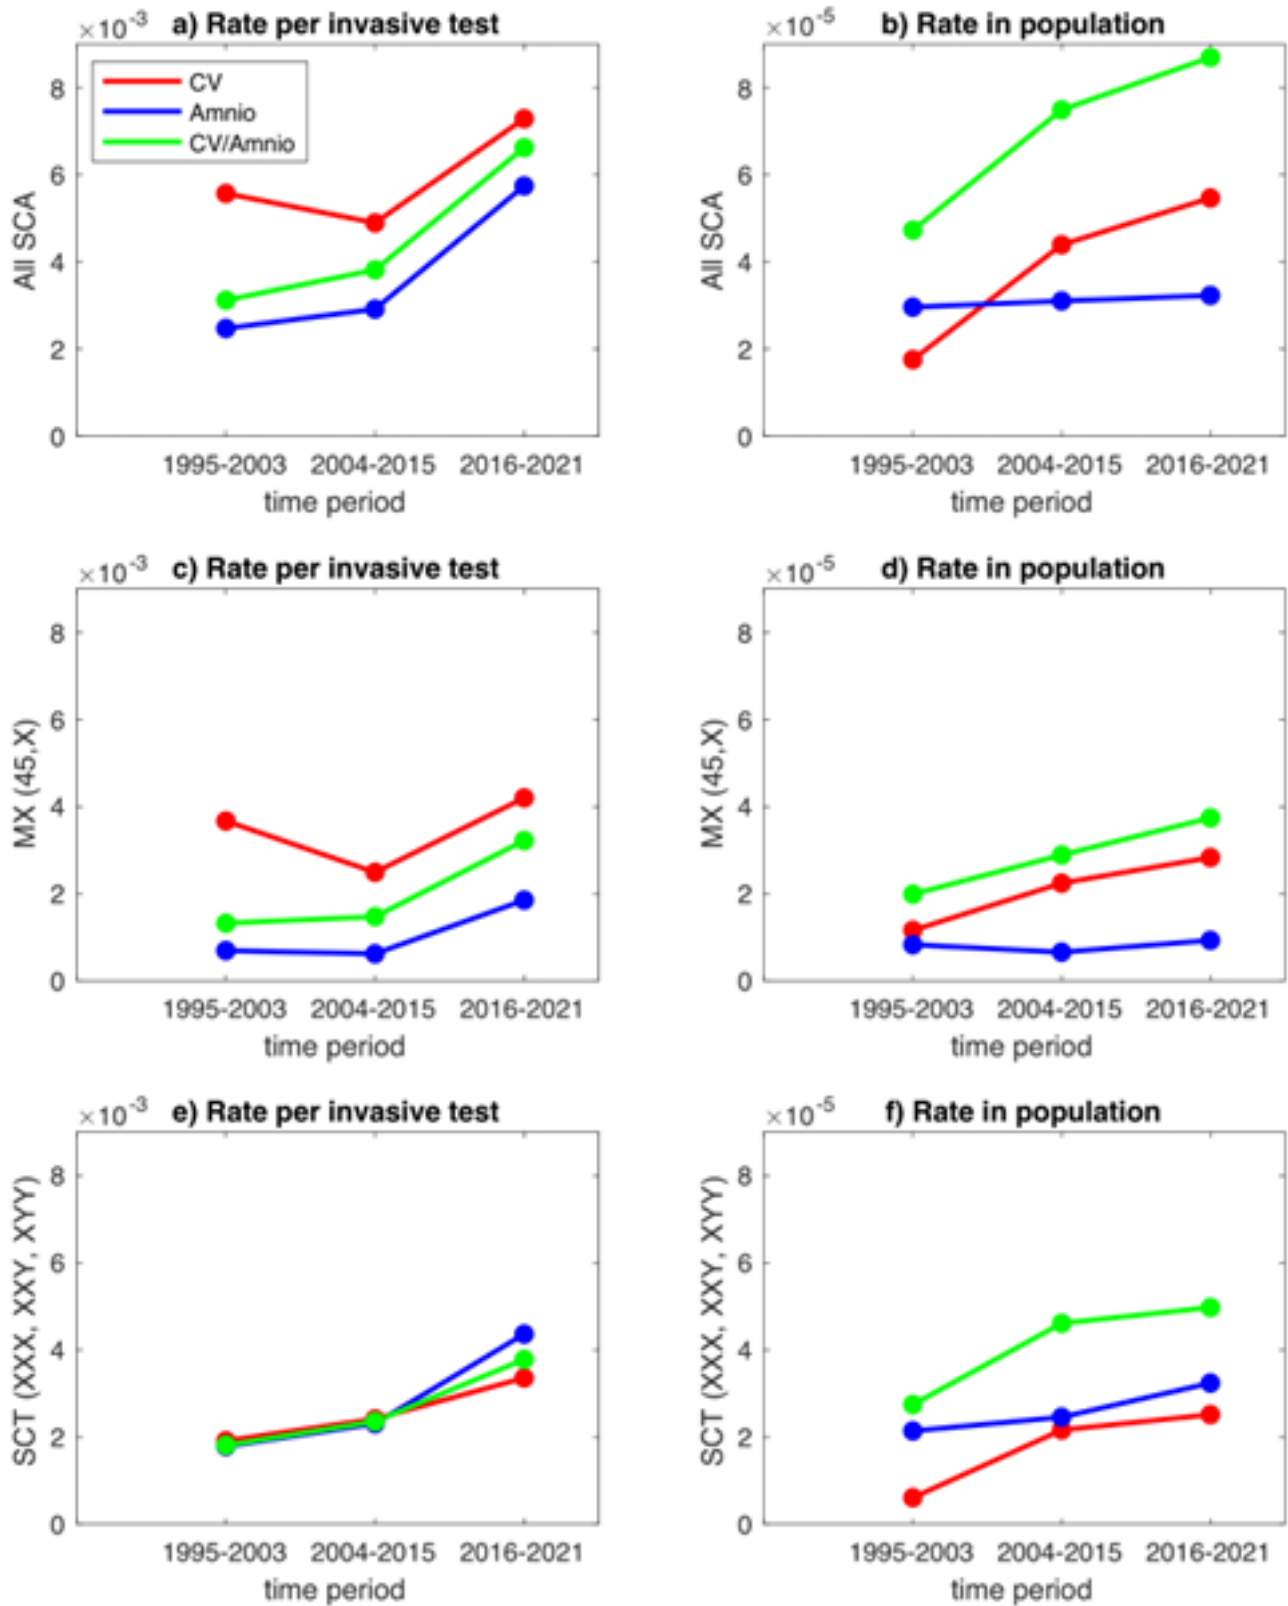 ×10-3 a) Rate per invasive test
CV
Amnio
CV/Amnio
8
6
4
2
0
All SCA
1995-2003 2004-2015 2016-2021
time period
×10-5 b) Rate in population
8
6
4
2
0
All SCA
1995-2003 2004-2015 2016-2021
time period
×10-3 c) Rate per invasive test
8
6
4
2
0
MX (45,X)
1995-2003 2004-2015 2016-2021
time period
×10-5 d) Rate in population
8
6
4
2
0
MX (45,X)
1995-2003 2004-2015 2016-2021
time period
×10-3 e) Rate per invasive test
8
6
4
2
0
SCT (XXX, XXY, XYY)
1995-2003 2004-2015 2016-2021
time period
×10-5 f) Rate in population
8
6
4
2
0
SCT (XXX, XXY, XYY)
1995-2003 2004-2015 2016-2021
time period